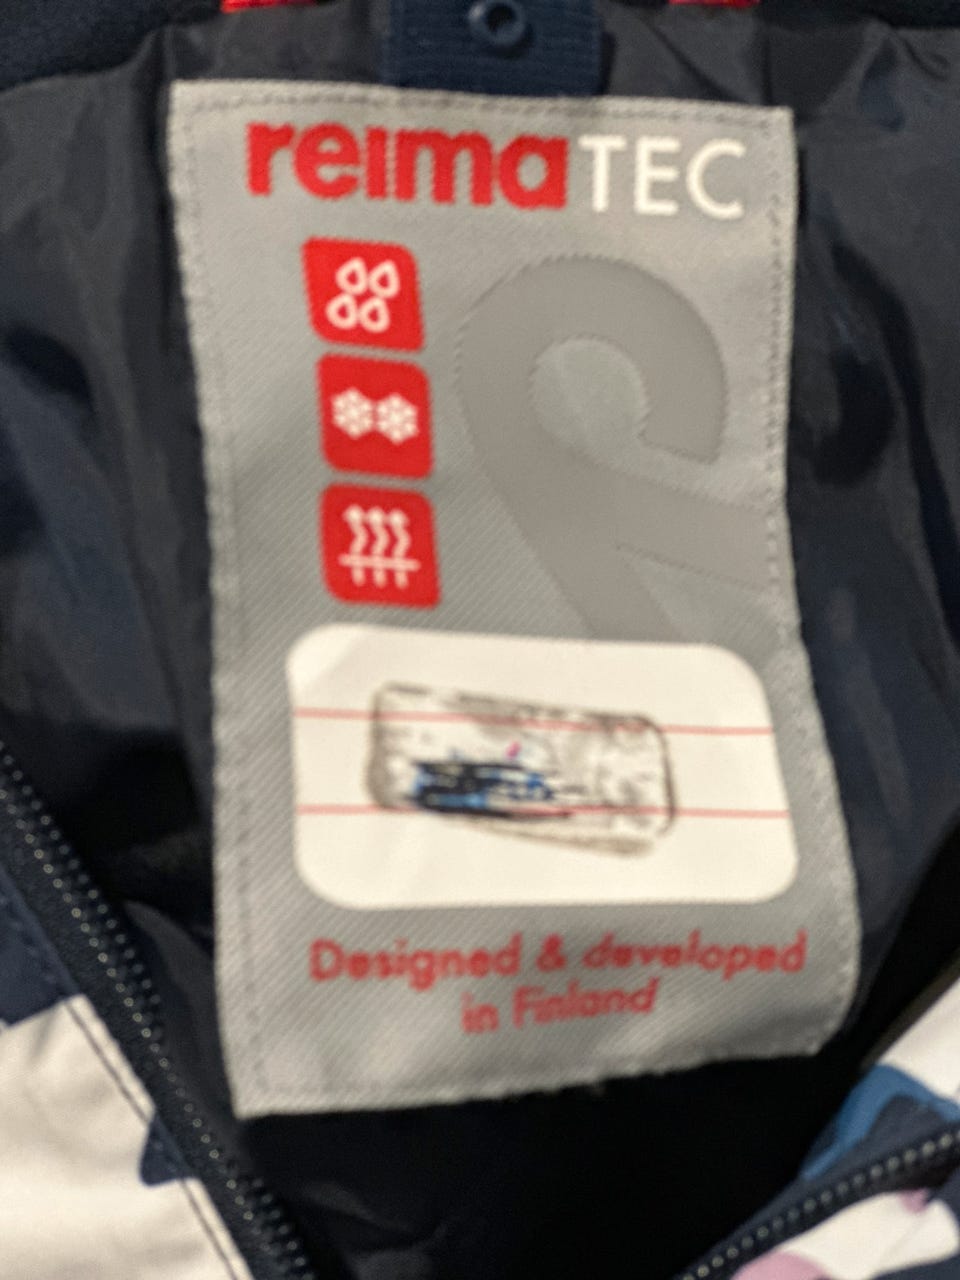 reimaTEC
Designed & developed
in Finland